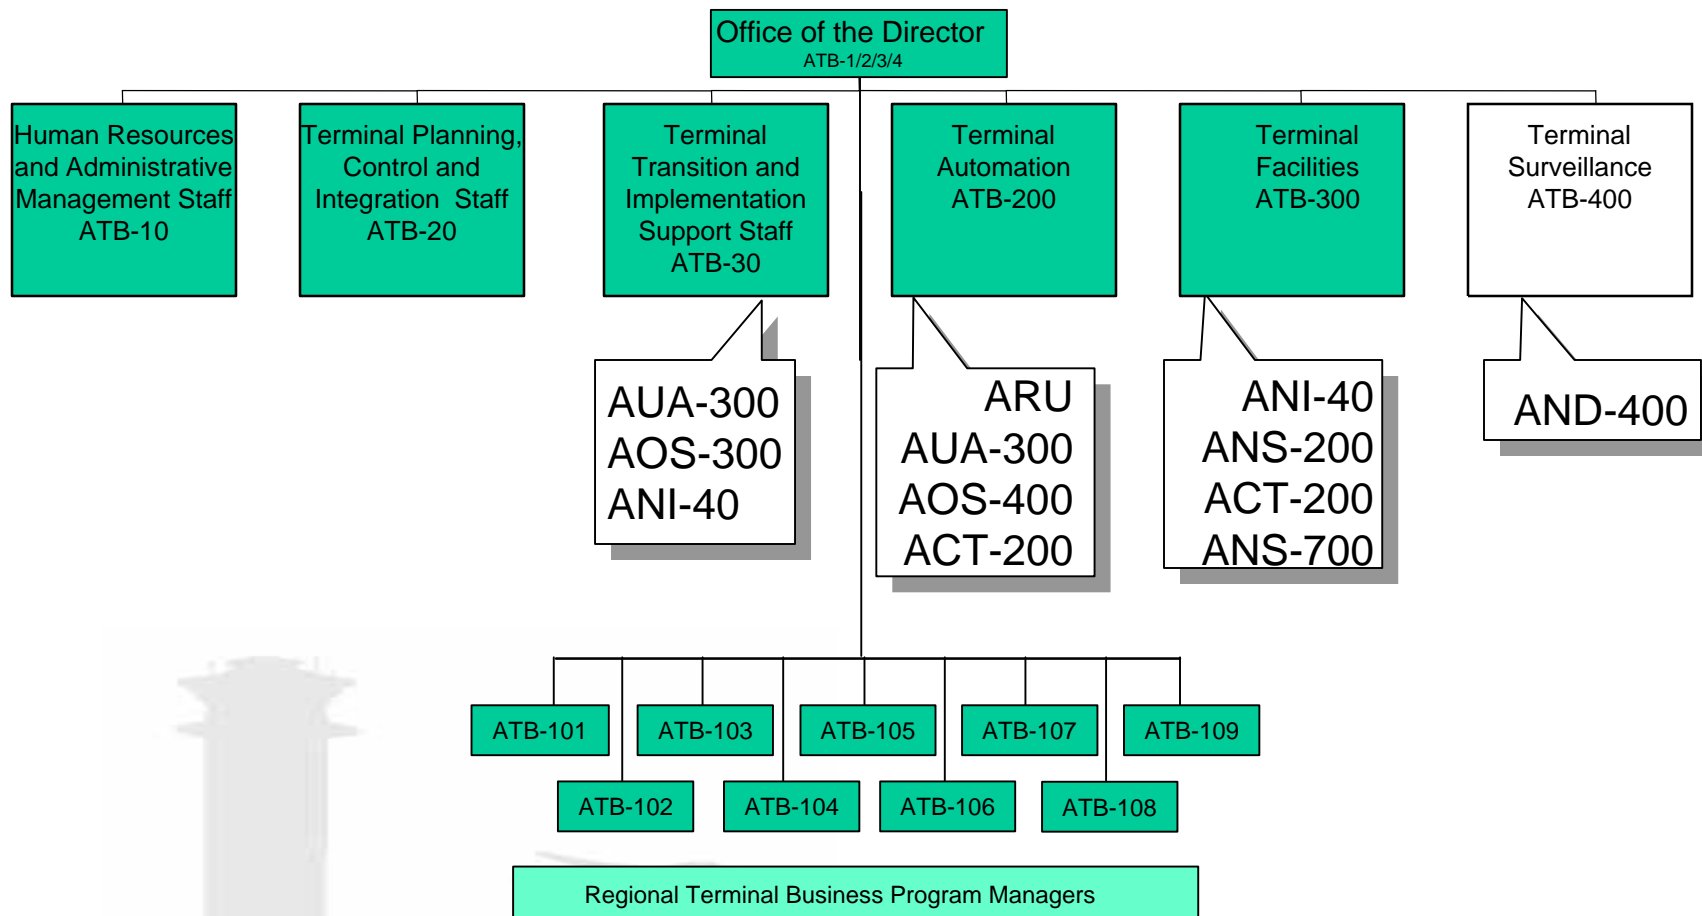 Office of the Director
ATB-1/2/3/4
Human Resources
and Administrative
Management Staff
ATB-10
Terminal Planning,
Control and
Integration Staff
ATB-20
Terminal
Transition and
Implementation
Support Staff
ATB-30
Terminal
Automation
ATB-200
Terminal
Facilities
ATB-300
Terminal
Surveillance
ATB-400
AUA-300
AOS-300
ANI-40
ARU
AUA-300
AOS-400
ACT-200
ANI-40
ANS-200
ACT-200
ANS-700
AND-400
ATB-101
ATB-103
ATB-105
ATB-107
ATB-109
ATB-102
ATB-104
ATB-106
ATB-108
Regional Terminal Business Program Managers